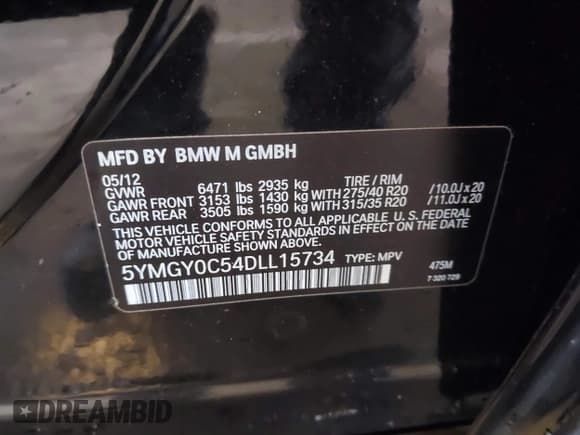 MFD BY BMW M GMBH
05/12 TIRE / RIM
GVWR 6471 lbs 2935 kg
GAWR FRONT 3153 lbs 1430 kg WITH 275/40 R20 /10.0J x 20
GAWR REAR 3505 lbs 1590 kg WITH 315/35 R20 /11.0J x 20
THIS VEHICLE CONFORMS TO ALL APPLICABLE U. S. FEDERAL
MOTOR VEHICLE SAFETY STANDARDS IN EFFECT ON THE DATE
OF MANUFACTURE SHOWN ABOVE.
5YMGY0C54DLL15734 TYPE: MPV 475M
7 320 729
DREAMBID